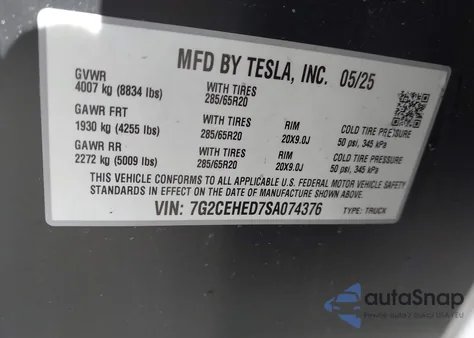 MFD BY TESLA, INC. 05/25
GVWR
4007 kg (8834 lbs)
WITH TIRES
285/65R20
GAWR FRT
1930 kg (4255 lbs)
WITH TIRES
285/65R20
RIM
20X9.0J
COLD TIRE PRESSURE
50 psi, 345 kPa
GAWR RR
2272 kg (5009 lbs)
WITH TIRES
285/65R20
RIM
20X9.0J
COLD TIRE PRESSURE
50 psi, 345 kPa
THIS VEHICLE CONFORMS TO ALL APPLICABLE U.S. FEDERAL MOTOR VEHICLE SAFETY
STANDARDS IN EFFECT ON THE DATE OF MANUFACTURE SHOWN ABOVE.
VIN: 7G2CEHED7SA074376
TYPE: TRUCK
autoSnap